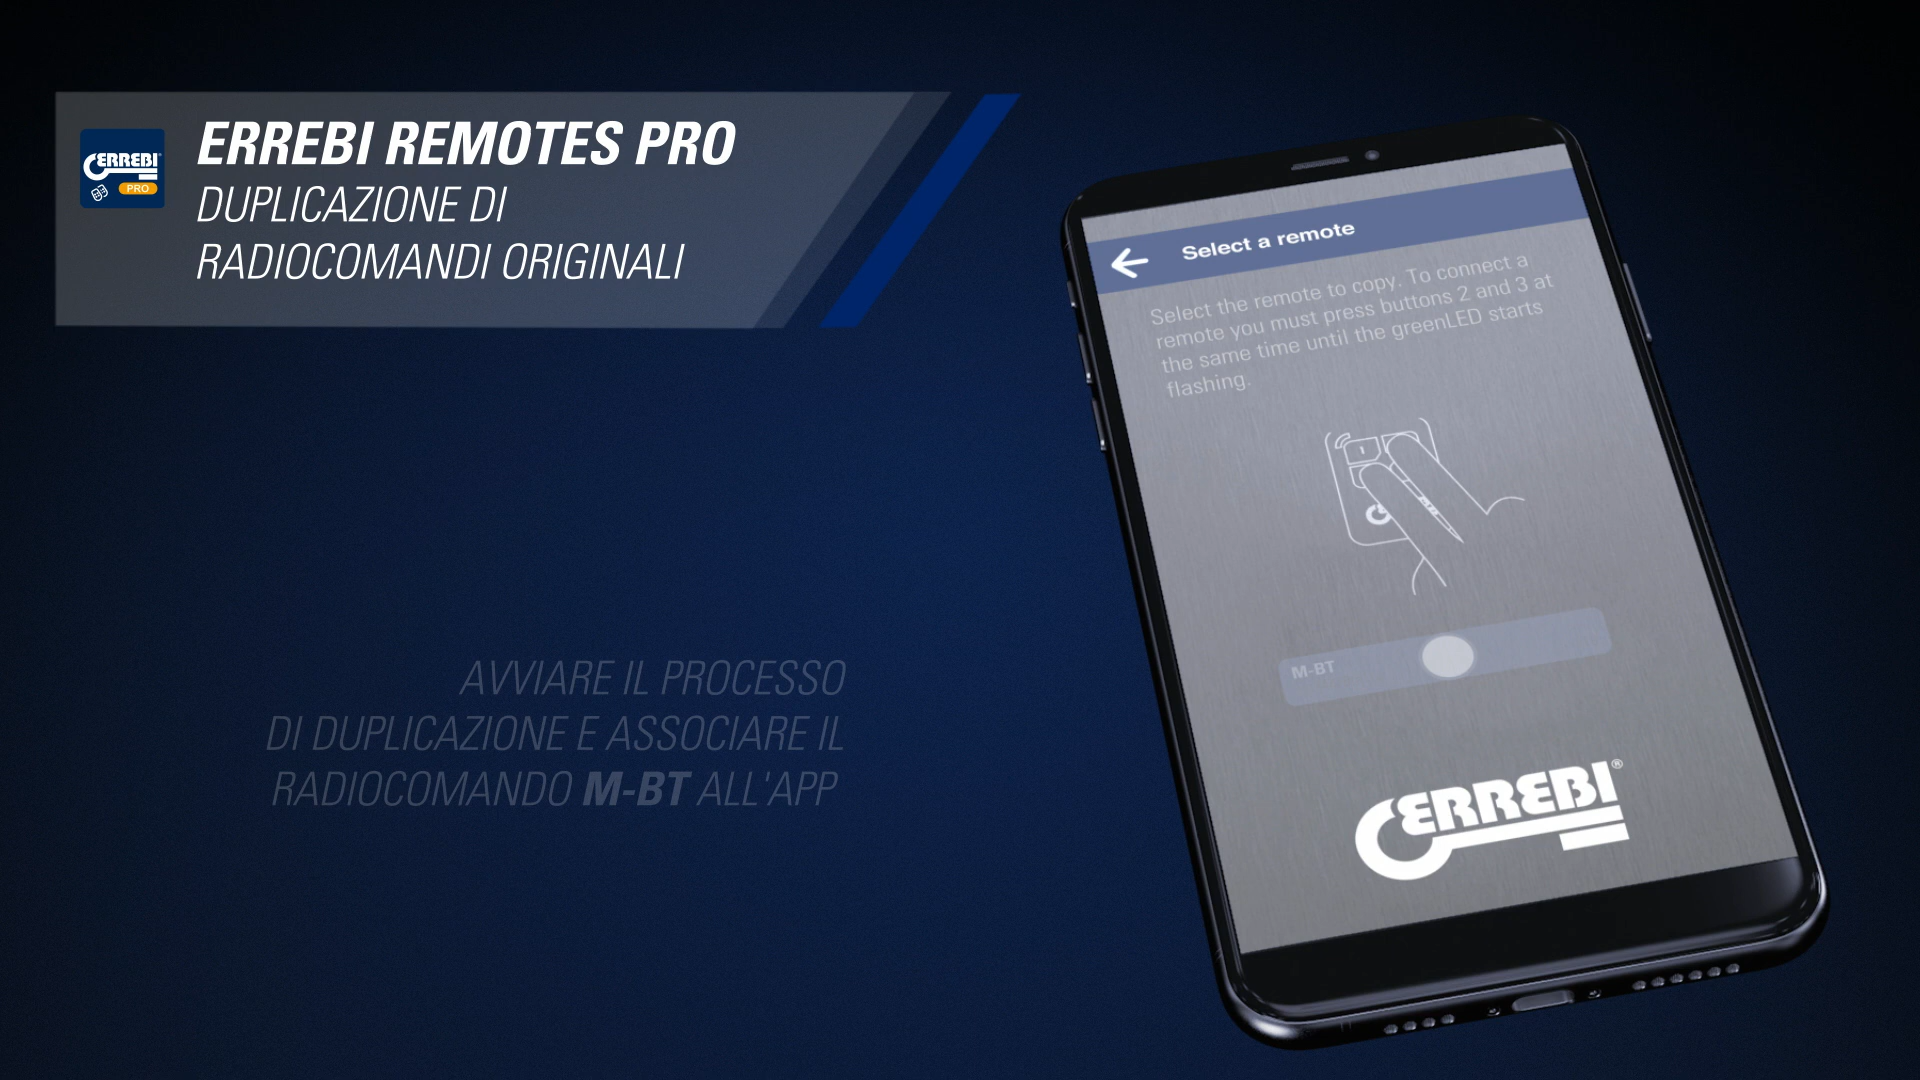 ERREBI®
PRO
ERREBI REMOTES PRO
DUPLICAZIONE DI
RADIOCOMANDI ORIGINALI
Select a remote
Select the remote to copy. To connect a
remote you must press buttons 2 and 3 at
the same time until the greenLED starts
flashing.
1
M-BT
ERREBI®
AVVIARE IL PROCESSO
DI DUPLICAZIONE E ASSOCIARE IL
RADIOCOMANDO M-BT ALL'APP